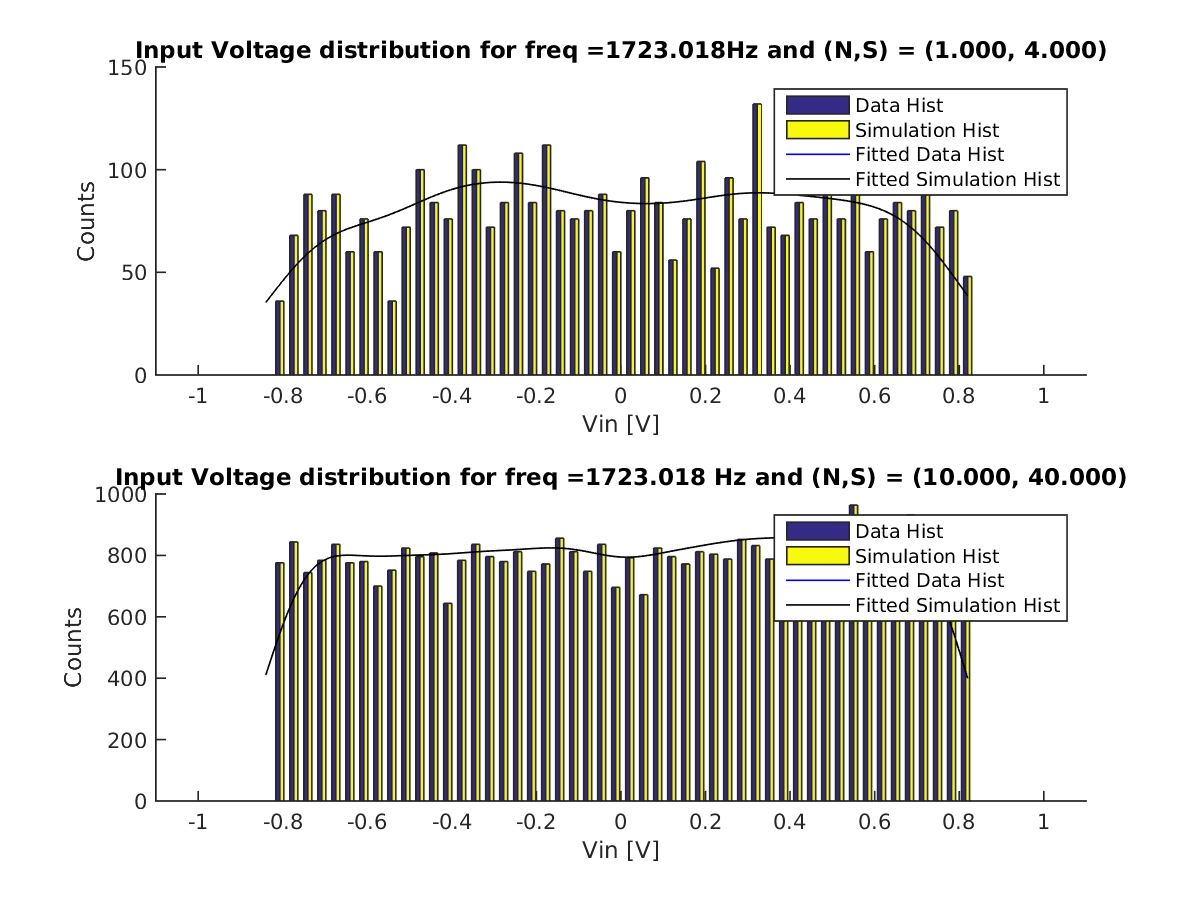 Input Voltage distribution for freq =1723.018Hz and (N,S) = (1.000, 4.000)
150
100
50
0
Counts
Data Hist
Simulation Hist
Fitted Data Hist
Fitted Simulation Hist
-1 -0.8 -0.6 -0.4 -0.2 0 0.2 0.4 0.6 0.8 1
Vin [V]
Input Voltage distribution for freq =1723.018 Hz and (N,S) = (10.000, 40.000)
1000
800
600
400
200
0
Counts
Data Hist
Simulation Hist
Fitted Data Hist
Fitted Simulation Hist
-1 -0.8 -0.6 -0.4 -0.2 0 0.2 0.4 0.6 0.8 1
Vin [V]